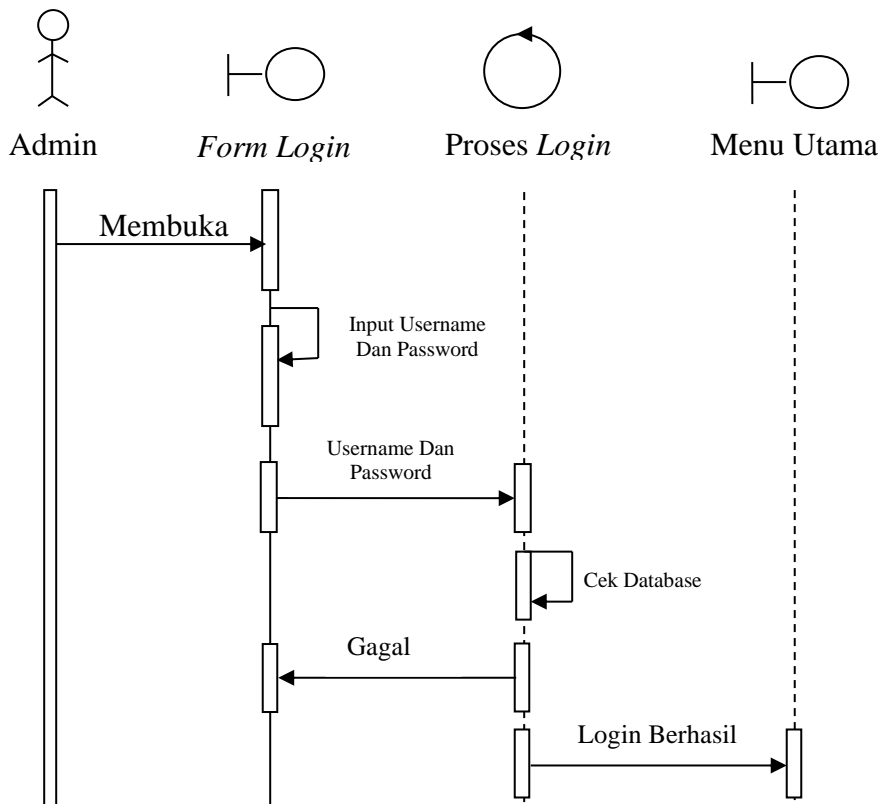 Admin
Form Login
Proses Login
Menu Utama
Membuka
Input Username
Dan Password
Username Dan
Password
Cek Database
Gagal
Login Berhasil